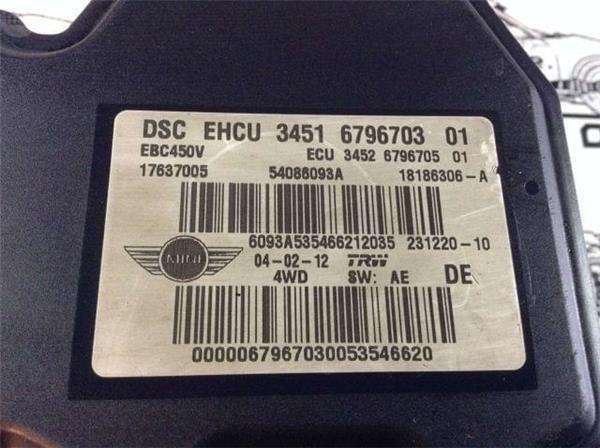 DSC EHCU 3451 6796703 01
EBC450V ECU 3452 6796705 01
17637005 54086093A 18186306-A
6093A535466212035 231220-10
MINI 04-02-12 TRW
4WD SW: AE DE
0000067967030053546620